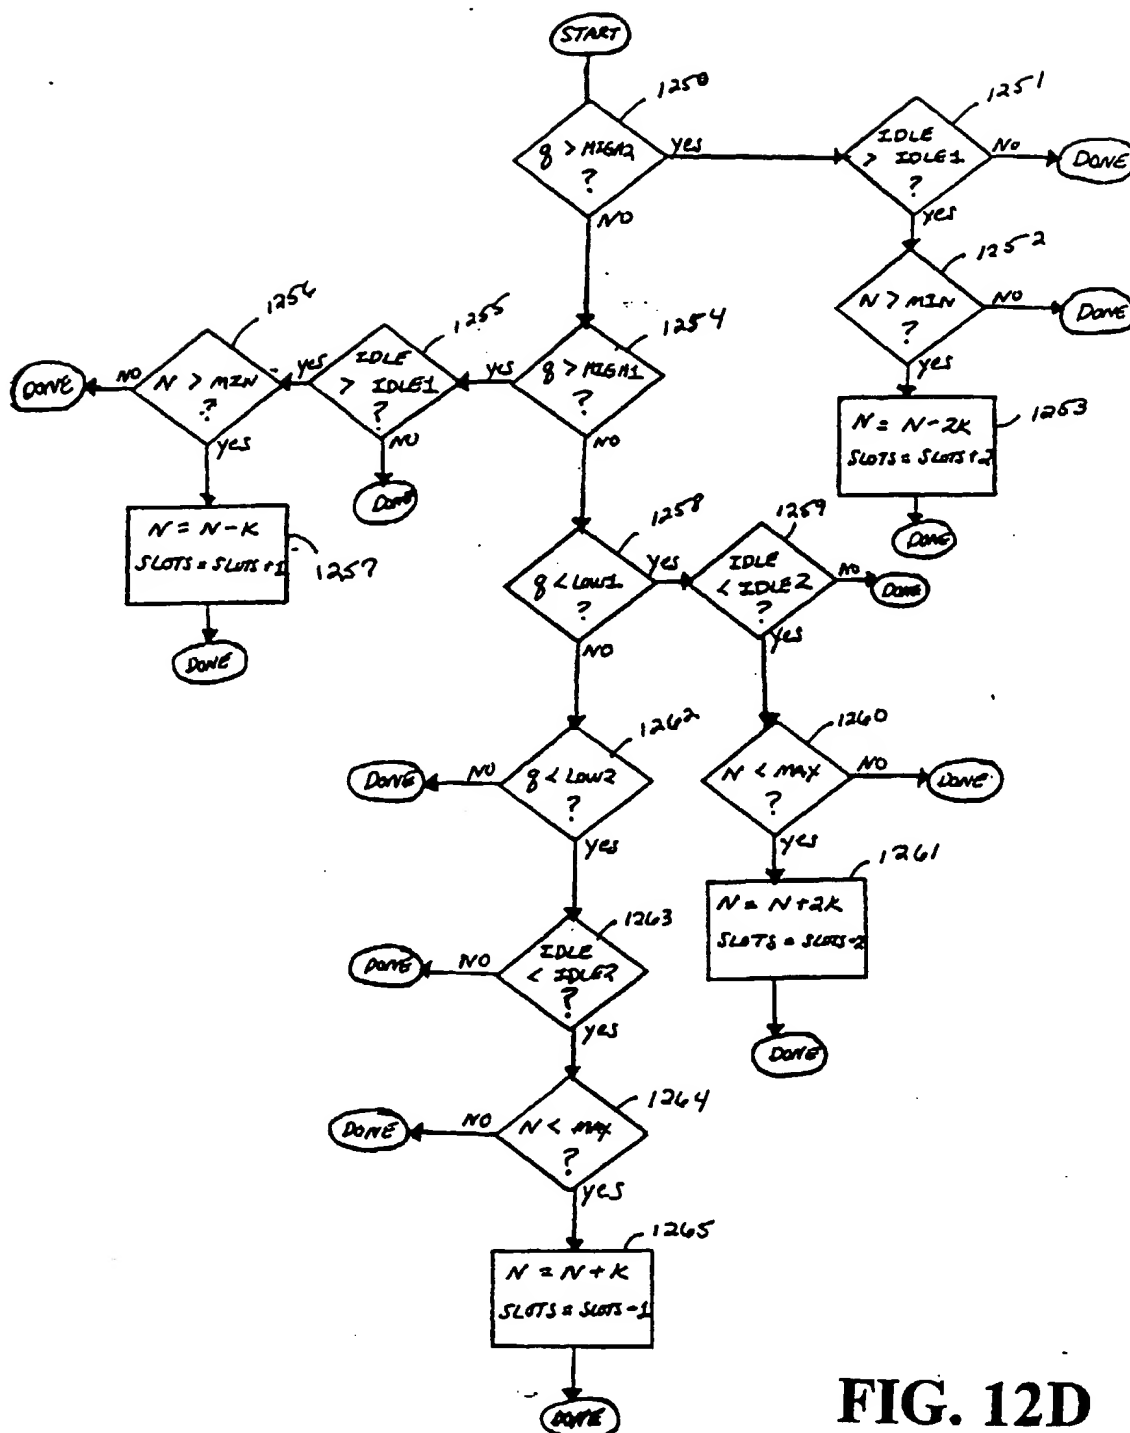 START
1250
q > HIGH2
?
yes
NO
1251
IDLE
> IDLE1
?
No
DONE
yes
1252
N > MIN
?
NO
DONE
yes
1253
N = N-2K
SLOTS = SLOTS+2
DONE
1254
q > HIGH1
?
yes
NO
1255
IDLE
> IDLE1
?
yes
NO
DONE
1256
N > MIN
?
NO
DONE
yes
N = N-K
SLOTS = SLOTS+1
1257
DONE
1258
q < LOW1
?
yes
NO
1259
IDLE
< IDLE2
?
NO
DONE
yes
1260
N < MAX
?
NO
DONE
yes
1261
N = N+2K
SLOTS = SLOTS-2
DONE
1262
q < LOW2
?
NO
DONE
yes
1263
IDLE
< IDLE2
?
NO
DONE
yes
1264
N < MAX
?
NO
DONE
yes
1265
N = N+K
SLOTS = SLOTS-1
DONE
FIG. 12D